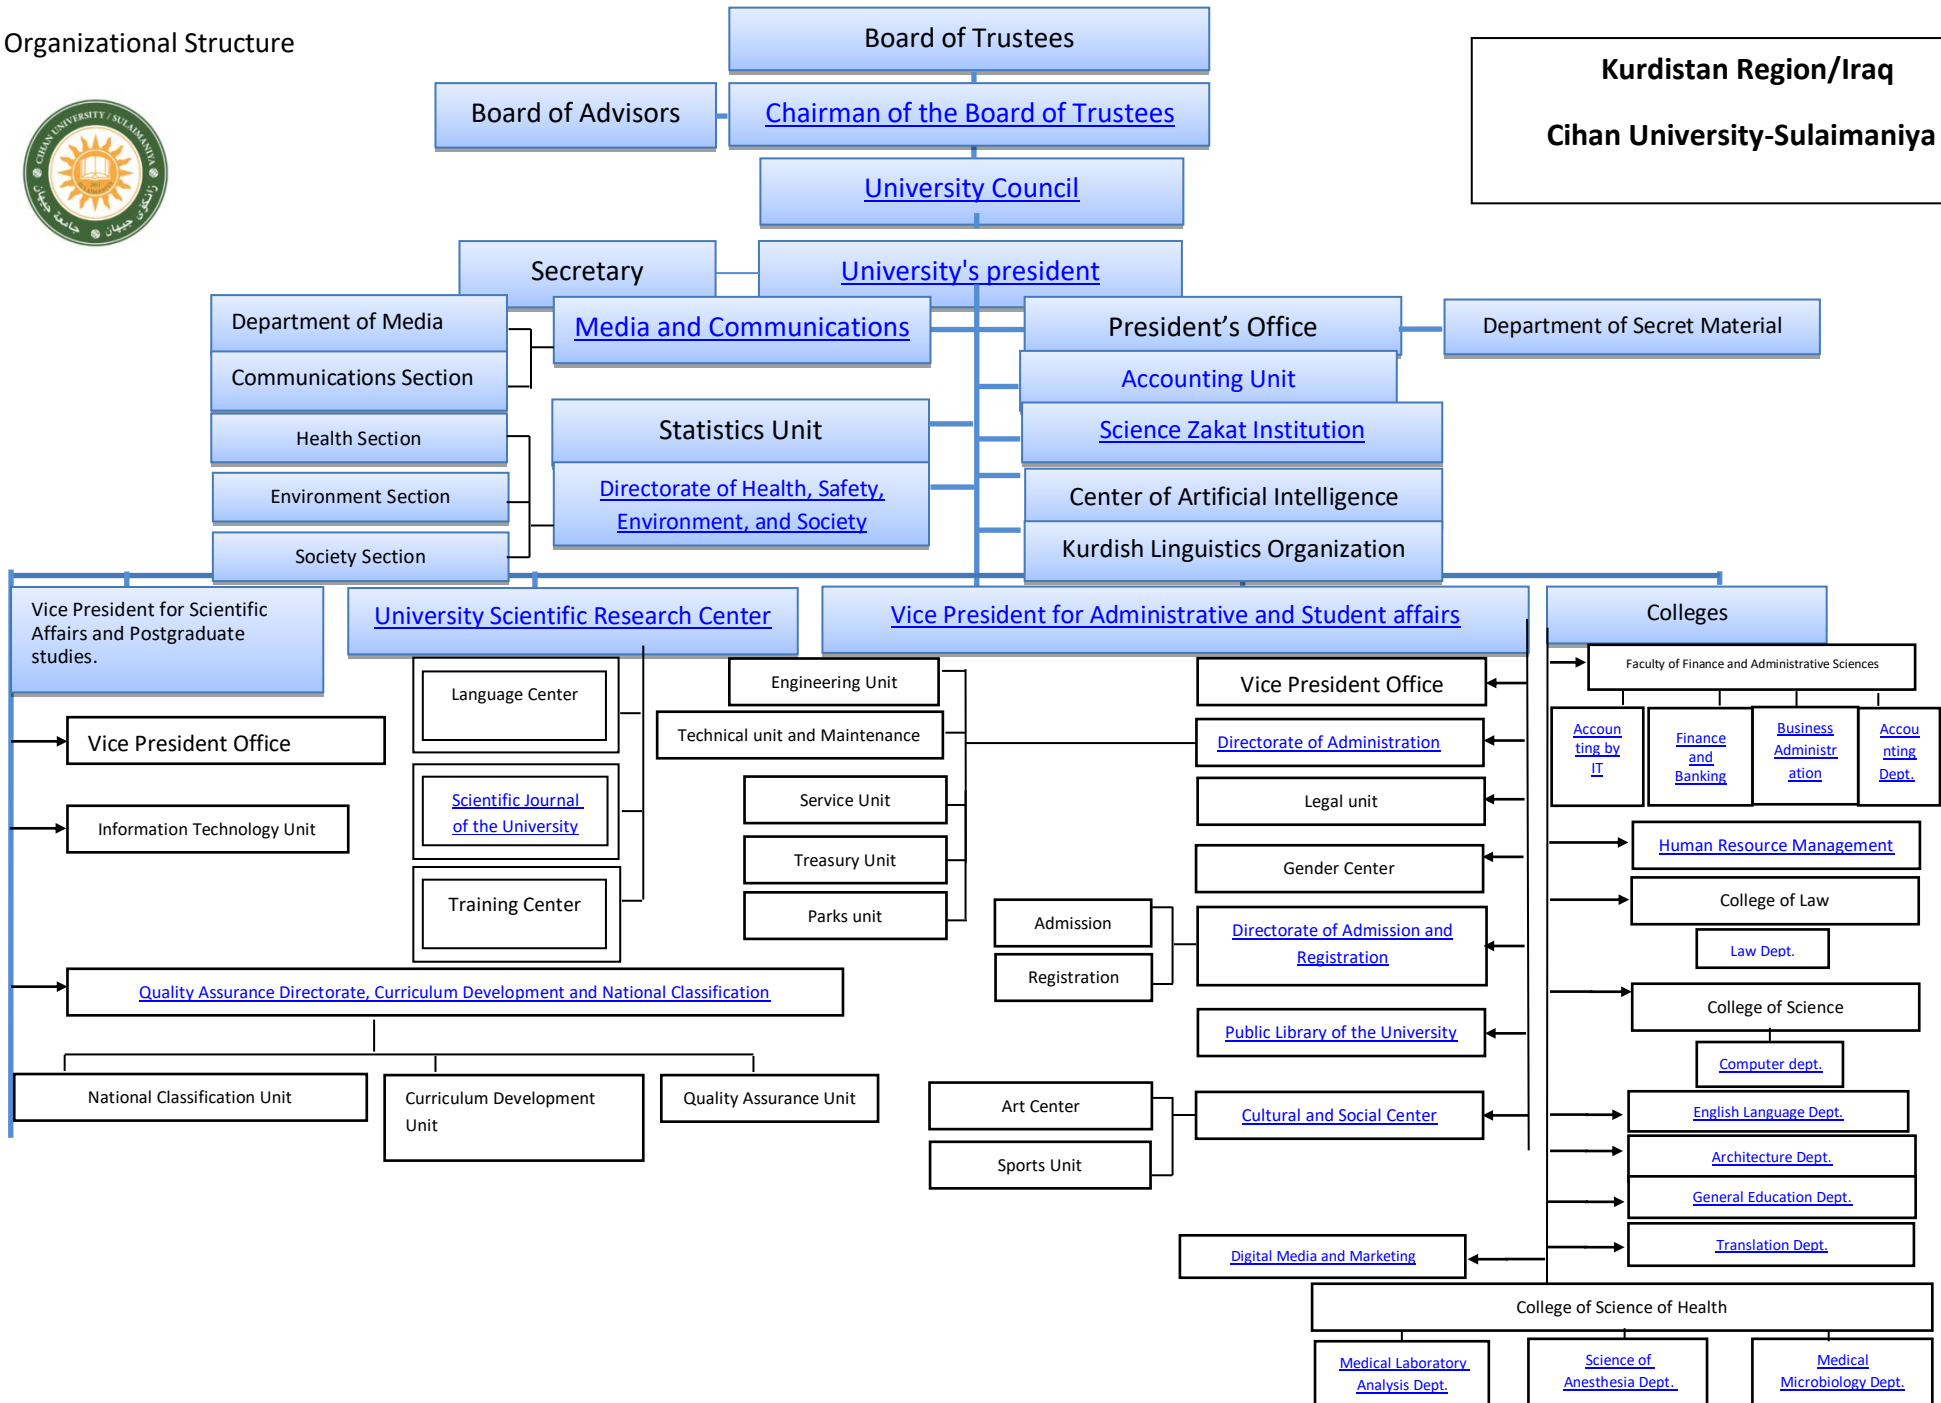 Organizational Structure
Board of Trustees
Kurdistan Region/Iraq
Cihan University-Sulaimaniya
CIHAN UNIVERSITY / SULAIMANIYA
زانكۆی جیهان
جامعة جيهان
Board of Advisors
Chairman of the Board of Trustees
University Council
Secretary
University's president
Department of Media
Communications Section
Media and Communications
President’s Office
Department of Secret Material
Accounting Unit
Health Section
Environment Section
Society Section
Statistics Unit
Directorate of Health, Safety,
Environment, and Society
Science Zakat Institution
Center of Artificial Intelligence
Kurdish Linguistics Organization
Vice President for Scientific
Affairs and Postgraduate
studies.
University Scientific Research Center
Vice President for Administrative and Student affairs
Colleges
Vice President Office
Information Technology Unit
Quality Assurance Directorate, Curriculum Development and National Classification
National Classification Unit
Curriculum Development
Unit
Quality Assurance Unit
Language Center
Scientific Journal
of the University
Training Center
Engineering Unit
Technical unit and Maintenance
Service Unit
Treasury Unit
Parks unit
Vice President Office
Directorate of Administration
Legal unit
Gender Center
Admission
Registration
Directorate of Admission and
Registration
Public Library of the University
Art Center
Sports Unit
Cultural and Social Center
Faculty of Finance and Administrative Sciences
Accoun
ting by
IT
Finance
and
Banking
Business
Administr
ation
Accou
nting
Dept.
Human Resource Management
College of Law
Law Dept.
College of Science
Computer dept.
English Language Dept.
Architecture Dept.
General Education Dept.
Translation Dept.
Digital Media and Marketing
College of Science of Health
Medical Laboratory
Analysis Dept.
Science of
Anesthesia Dept.
Medical
Microbiology Dept.